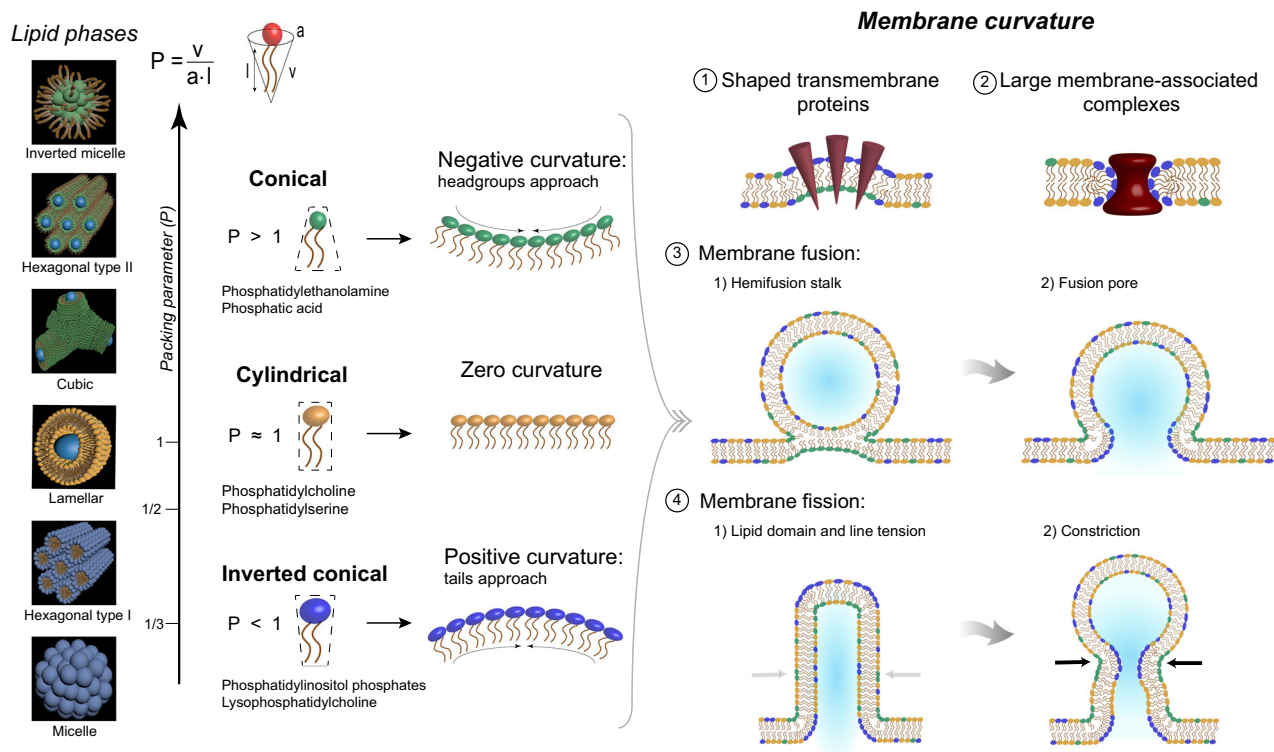 Lipid phases
P = v
a·l
a
l
v
Inverted micelle
Hexagonal type II
Cubic
Lamellar
Hexagonal type I
Micelle
Packing parameter (P)
1
1/2
1/3
Conical
P > 1
Phosphatidylethanolamine
Phosphatic acid
Negative curvature:
headgroups approach
Cylindrical
P ≈ 1
Phosphatidylcholine
Phosphatidylserine
Zero curvature
Inverted conical
P < 1
Phosphatidylinositol phosphates
Lysophosphatidylcholine
Positive curvature:
tails approach
Membrane curvature
1 Shaped transmembrane
proteins
2 Large membrane-associated
complexes
3 Membrane fusion:
1) Hemifusion stalk
2) Fusion pore
4 Membrane fission:
1) Lipid domain and line tension
2) Constriction